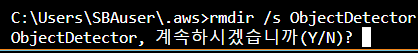 C:\Users\SBAuser\.aws>rmdir /s ObjectDetector
ObjectDetector, 계속하시겠습니까(Y/N)?